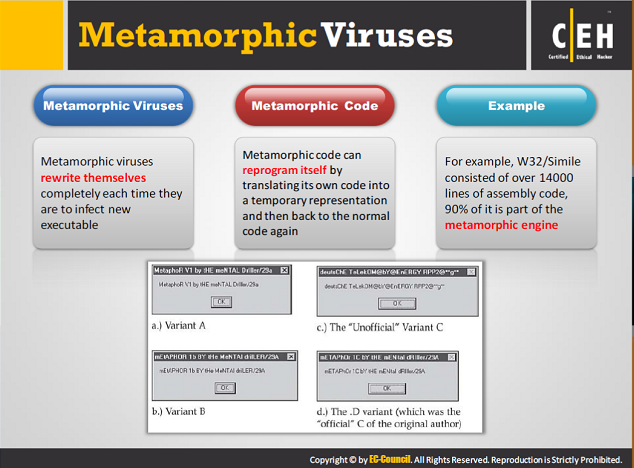 Metamorphic Viruses
C|EH
Certified Ethical Hacker
Metamorphic Viruses
Metamorphic Code
Example
Metamorphic viruses
rewrite themselves
completely each time they
are to infect new
executable
Metamorphic code can
reprogram itself by
translating its own code into
a temporary representation
and then back to the normal
code again
For example, W32/Simile
consisted of over 14000
lines of assembly code,
90% of it is part of the
metamorphic engine
MetaphoR V1 by tHE meNTAL Driller/29a
MetaphoR V1 by tHE meNTAL Driller/29a
OK
a.) Variant A
deutsChE TeLekOM@bY@EnERGY RPP2@**g**
deutsChE TeLekOM@bY@EnERGY RPP2@**g**
OK
c.) The "Unofficial" Variant C
mEtAPHOR 1b BY tHe MeNTAl drILER/29A
mEtAPHOR 1b BY tHe MeNTAl drILER/29A
OK
b.) Variant B
mETAPhOr 1C bY tHE mENtal dRIller/29A
mETAPhOr 1C bY tHE mENtal dRIller/29A
OK
d.) The .D variant (which was the
"official" C of the original author)
Copyright © by EC-Council. All Rights Reserved. Reproduction is Strictly Prohibited.